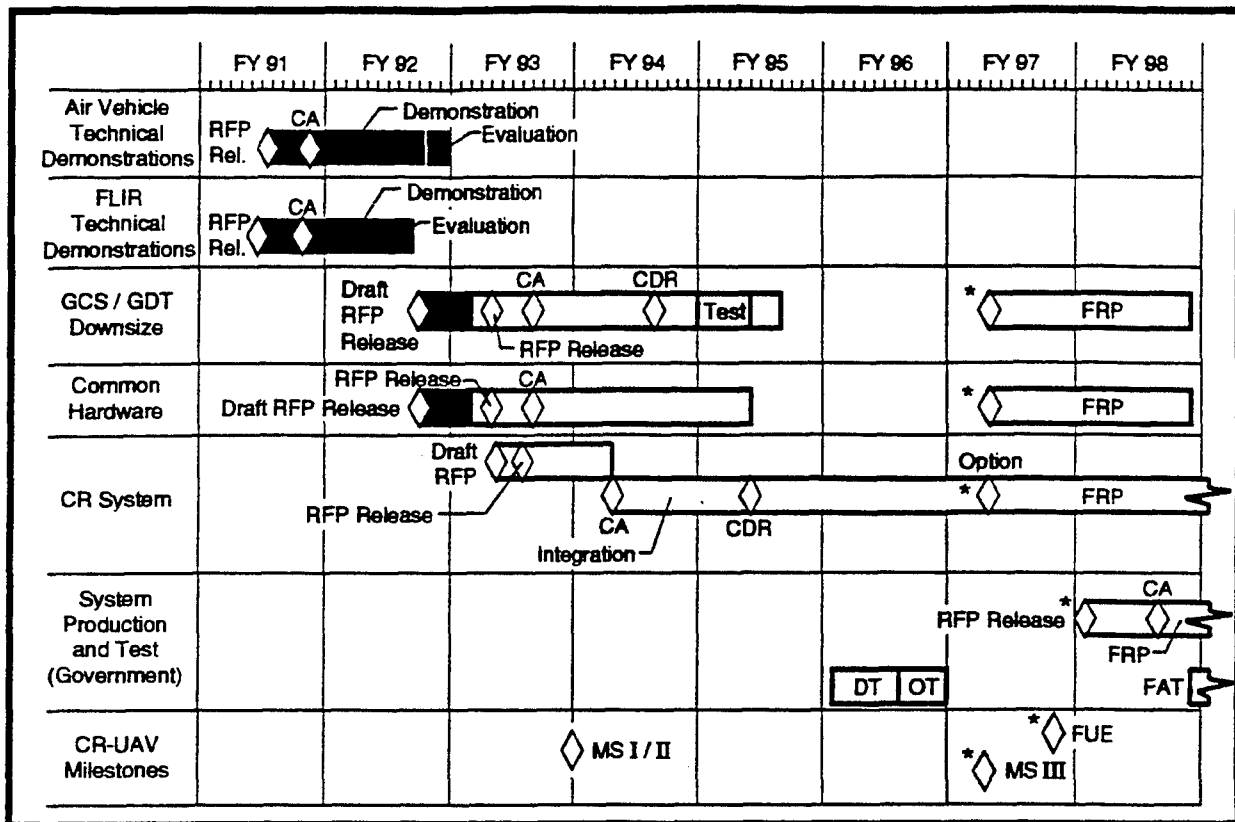 FY 91 FY 92 FY 93 FY 94 FY 95 FY 96 FY 97 FY 98
Air Vehicle
Technical
Demonstrations
RFP
Rel.
CA
Demonstration
Evaluation
FLIR
Technical
Demonstrations
RFP
Rel.
CA
Demonstration
Evaluation
GCS / GDT
Downsize
Draft
RFP
Release
CA
RFP Release
CDR
Test
*
FRP
Common
Hardware
Draft RFP Release
RFP Release
CA
*
FRP
CR System
Draft
RFP
RFP Release
CA
Integration
CDR
Option
*
FRP
System
Production
and Test
(Government)
RFP Release
*
CA
FRP
DT OT
FAT
CR-UAV
Milestones
MS I / II
*
FUE
*
MS III